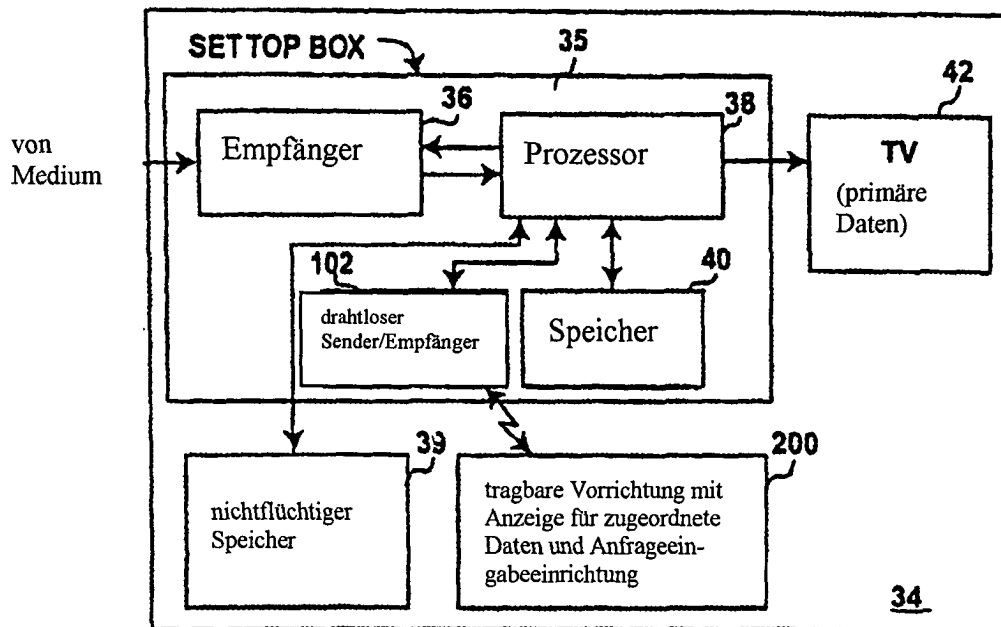 SET TOP BOX
35
36
38
42
von
Medium
Empfänger
Prozessor
TV
(primäre
Daten)
102
40
drahtloser
Sender/Empfänger
Speicher
39
200
nichtflüchtiger
Speicher
tragbare Vorrichtung mit
Anzeige für zugeordnete
Daten und Anfrageein-
gabeeinrichtung
34